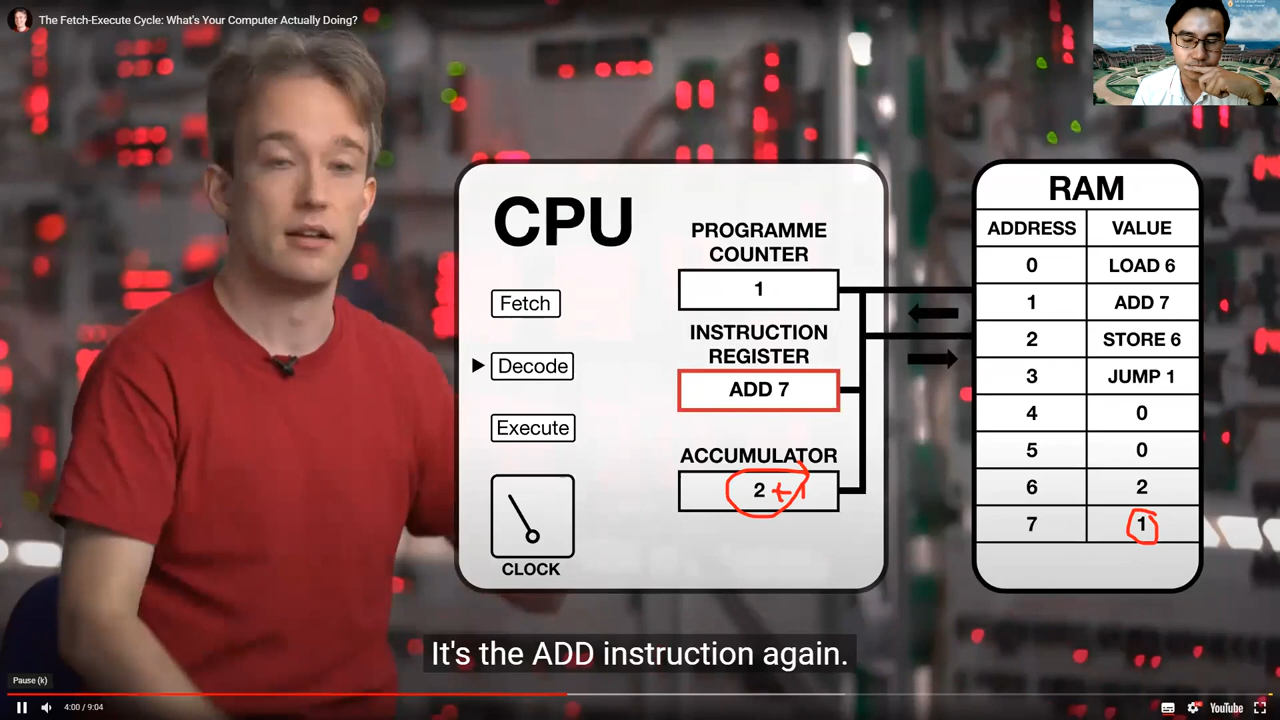 The Fetch-Execute Cycle: What's Your Computer Actually Doing?
CPU
PROGRAMME
COUNTER
1
Fetch
INSTRUCTION
REGISTER
Decode
ADD 7
Execute
ACCUMULATOR
2 +1
CLOCK
RAM
ADDRESS VALUE
0 LOAD 6
1 ADD 7
2 STORE 6
3 JUMP 1
4 0
5 0
6 2
7 1
It's the ADD instruction again.
Pause (k)
4:00 / 9:04
YouTube